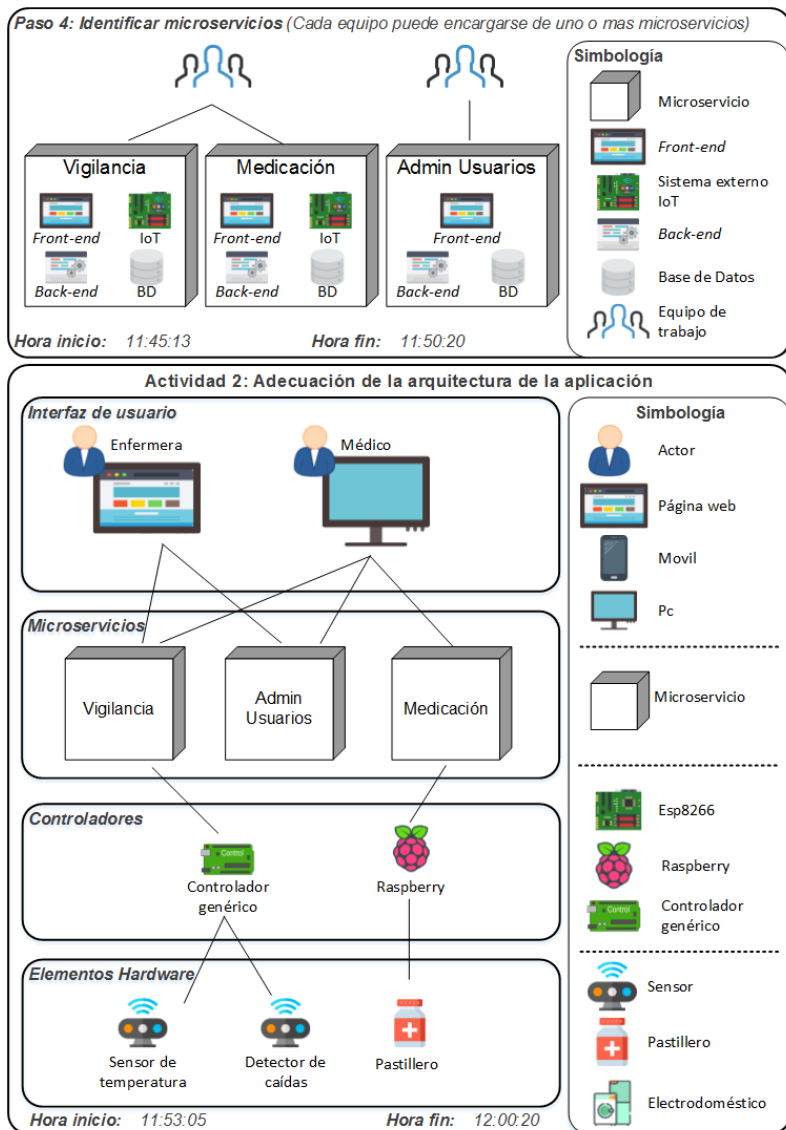 Paso 4: Identificar microservicios (Cada equipo puede encargarse de uno o mas microservicios)
Vigilancia
Front-end
IoT
Back-end
BD
Medicación
Front-end
IoT
Back-end
BD
Admin Usuarios
Front-end
Back-end
BD
Hora inicio: 11:45:13
Hora fin: 11:50:20
Simbología
Microservicio
Front-end
Sistema externo
IoT
Back-end
Base de Datos
Equipo de
trabajo
Actividad 2: Adecuación de la arquitectura de la aplicación
Interfaz de usuario
Enfermera
Médico
Microservicios
Vigilancia
Admin
Usuarios
Medicación
Controladores
Control
Controlador
genérico
Raspberry
Elementos Hardware
Sensor de
temperatura
Detector de
caídas
Pastillero
Hora inicio: 11:53:05
Hora fin: 12:00:20
Simbología
Actor
Página web
Movil
Pc
Microservicio
Esp8266
Raspberry
Control
Controlador
genérico
Sensor
Pastillero
Electrodoméstico